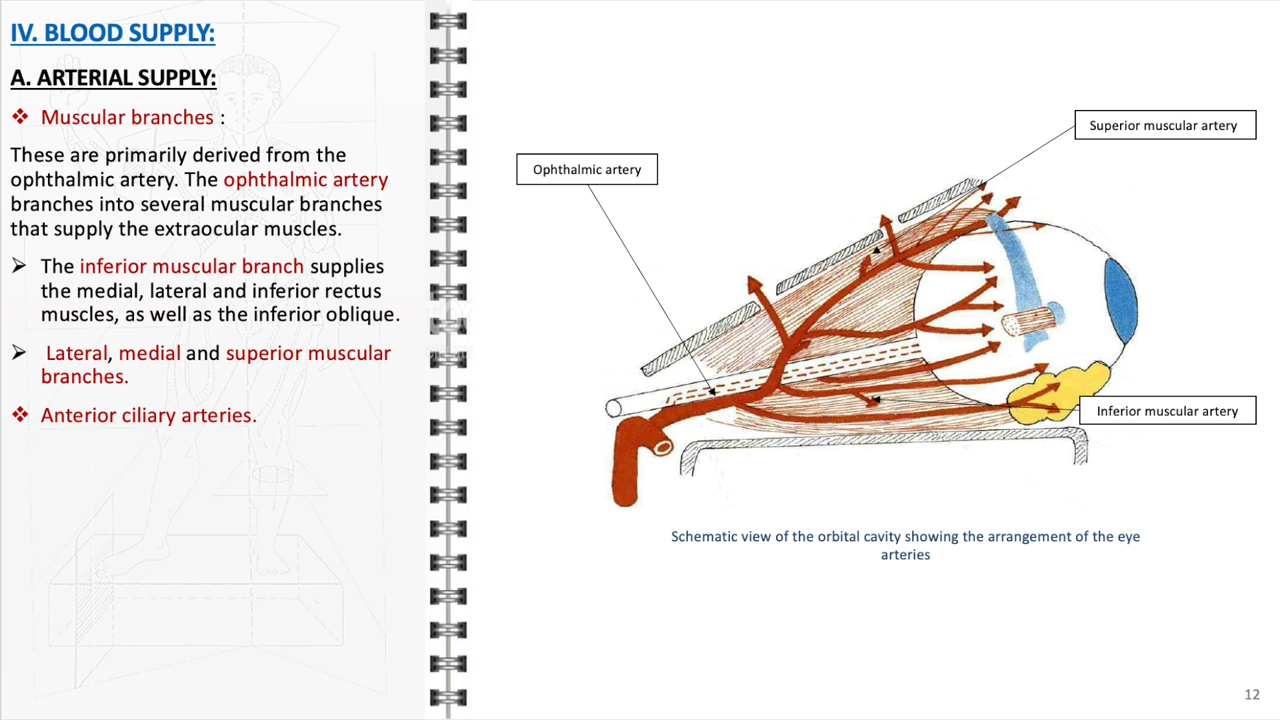 IV. BLOOD SUPPLY:
A. ARTERIAL SUPPLY:
❖ Muscular branches :
These are primarily derived from the
ophthalmic artery. The ophthalmic artery
branches into several muscular branches
that supply the extraocular muscles.
➢ The inferior muscular branch supplies
the medial, lateral and inferior rectus
muscles, as well as the inferior oblique.
➢ Lateral, medial and superior muscular
branches.
❖ Anterior ciliary arteries.
Superior muscular artery
Ophthalmic artery
Inferior muscular artery
Schematic view of the orbital cavity showing the arrangement of the eye
arteries
12